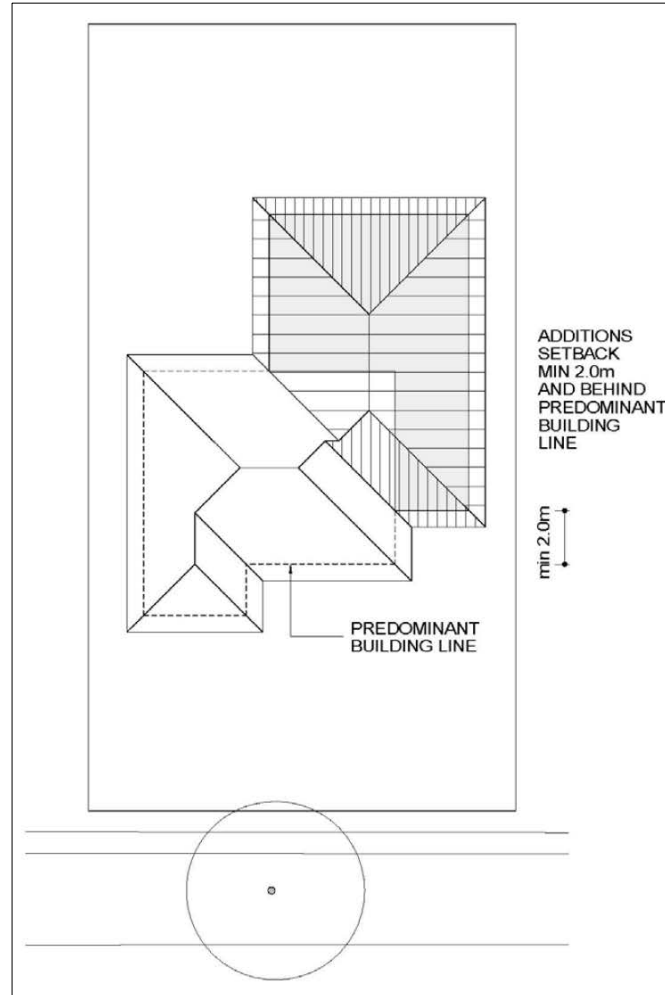 ADDITIONS
SETBACK
MIN 2.0m
AND BEHIND
PREDOMINANT
BUILDING
LINE
min 2.0m
PREDOMINANT
BUILDING LINE